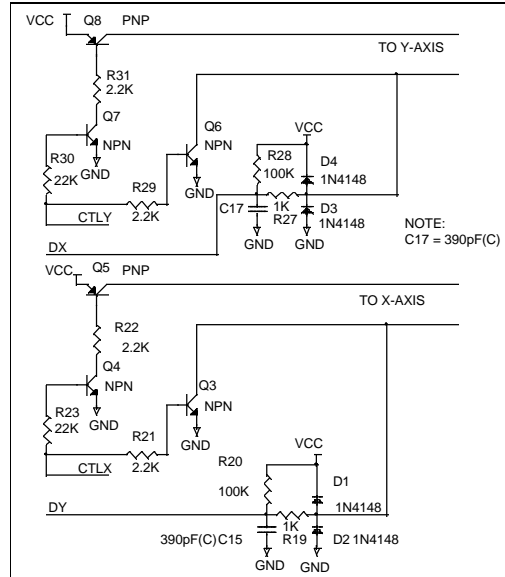 VCC Q8 PNP
TO Y-AXIS
R31
2.2K
Q7
Q6
NPN
NPN
VCC
R30
22K
GND
R28
100K
D4
1N4148
R29
2.2K
GND
C17
1K
R27
D3
1N4148
CTLY
GND
GND
NOTE:
C17 = 390pF(C)
DX
Q5 PNP
VCC
TO X-AXIS
R22
2.2K
Q4
NPN
Q3
NPN
R23
22K
GND
R21
2.2K
GND
VCC
CTLX
R20
100K
D1
1N4148
DY
1K
390pF(C) C15 R19
D2 1N4148
GND
GND